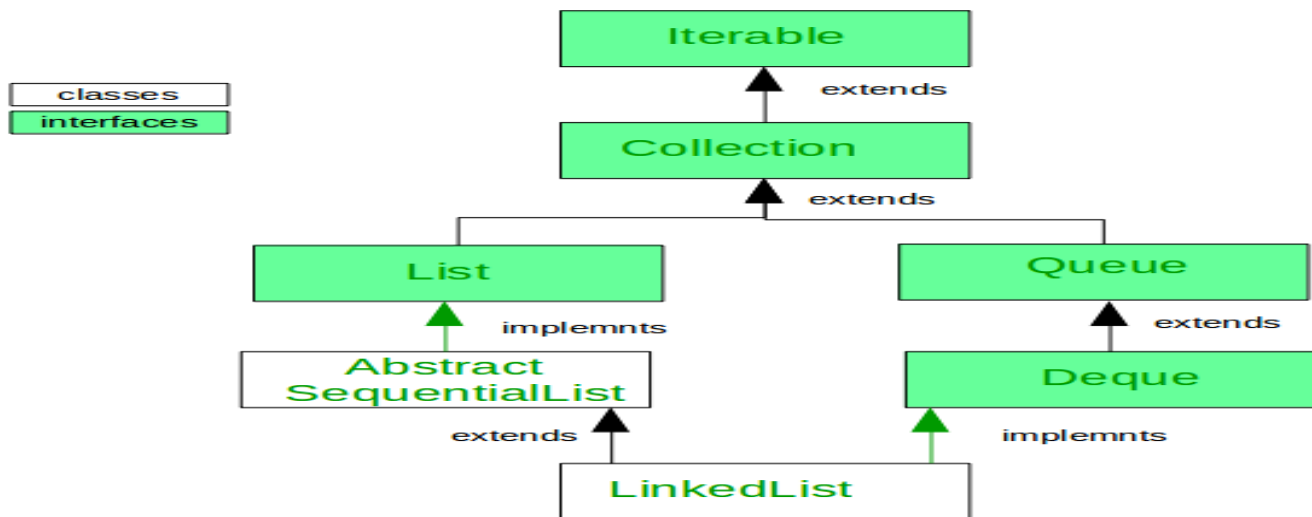 Iterable
classes
extends
interfaces
Collection
extends
List
Queue
implemnts
extends
Abstract
SequentialList
Deque
extends
implemnts
LinkedList